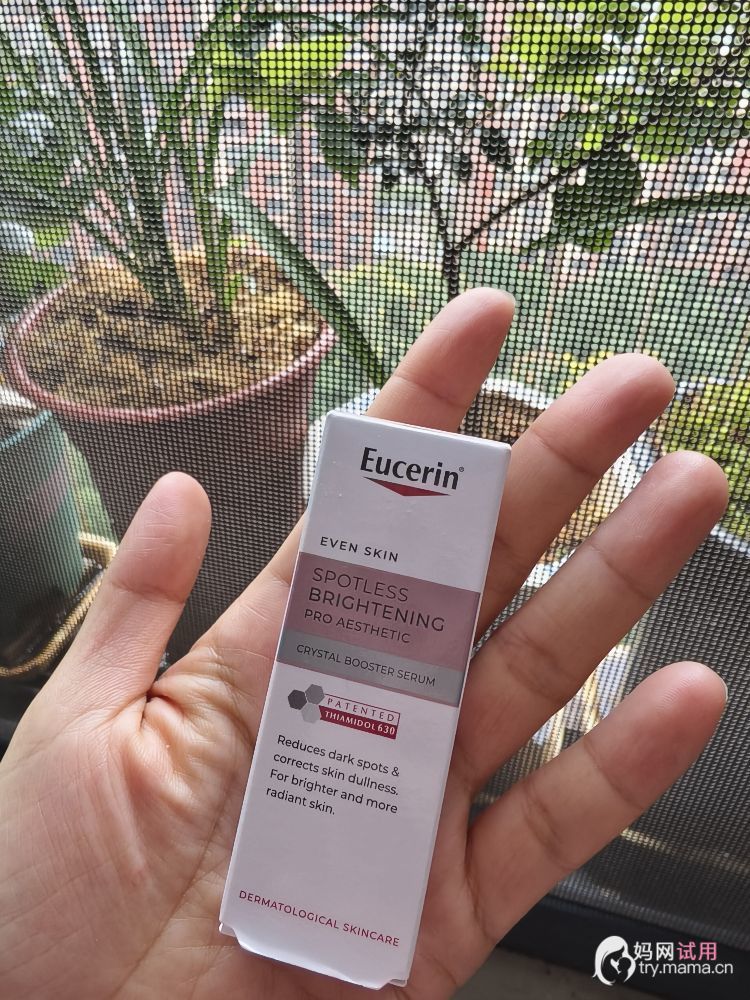 Eucerin®
EVEN SKIN
SPOTLESS
BRIGHTENING
PRO AESTHETIC
CRYSTAL BOOSTER SERUM
PATENTED
THIAMIDOL 630
Reduces dark spots &
corrects skin dullness.
For brighter and more
radiant skin.
DERMATOLOGICAL SKINCARE
妈网试用
try.mama.cn